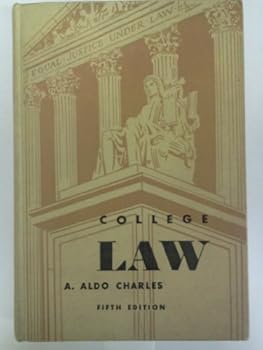 EQUAL JUSTICE UNDER LAW
COLLEGE
LAW
A. ALDO CHARLES
FIFTH EDITION